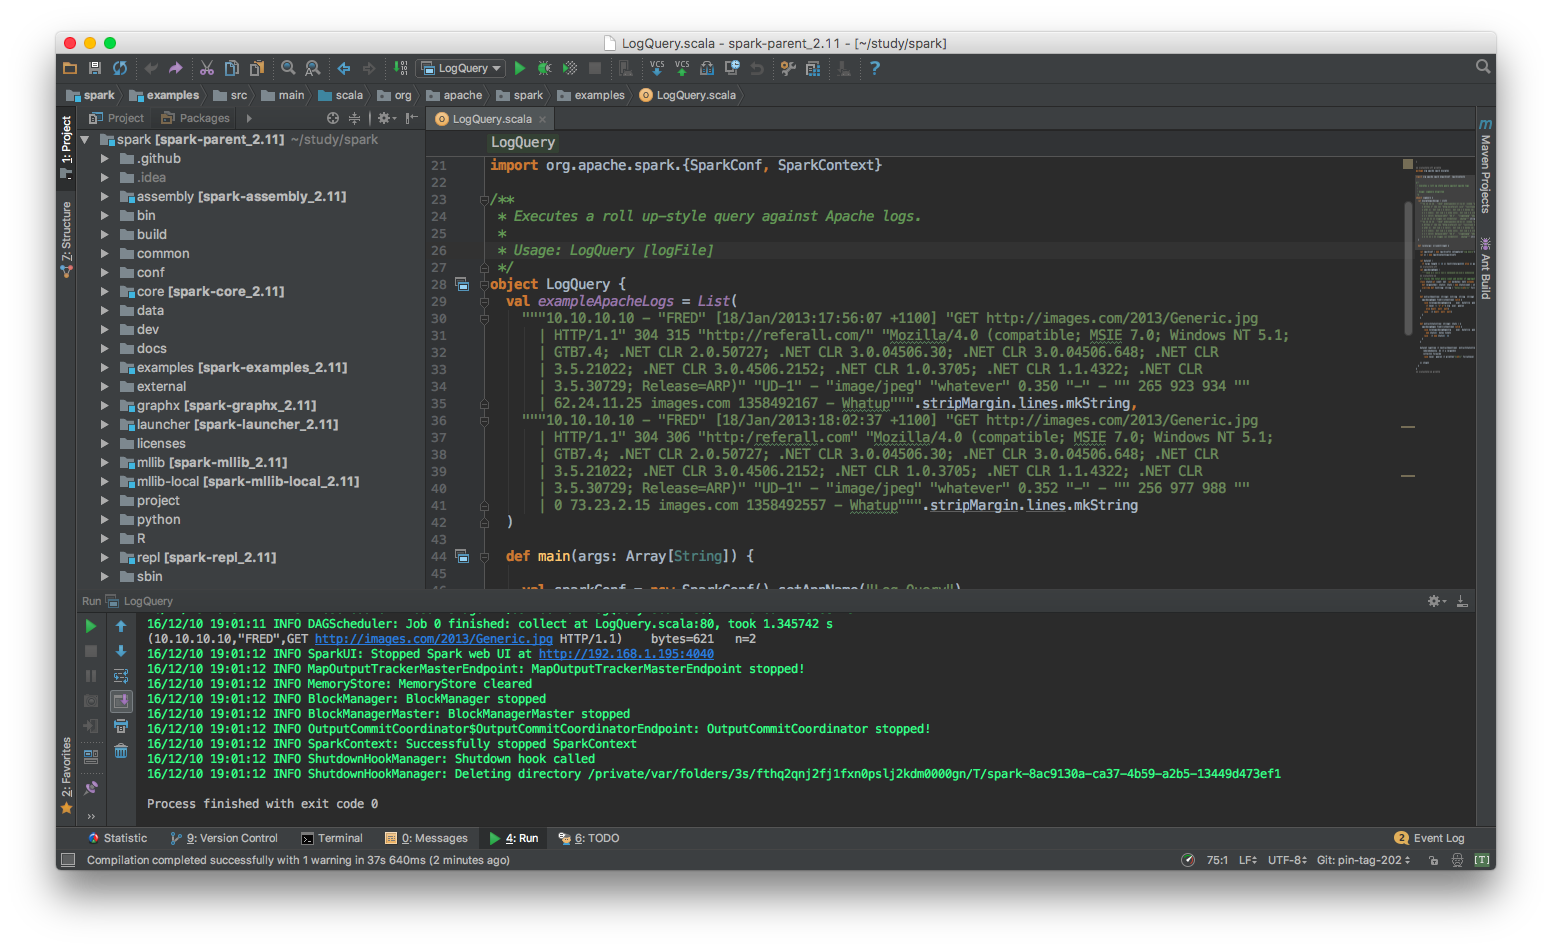 LogQuery.scala - spark-parent_2.11 - [~/study/spark]
LogQuery
VCS
VCS
?
spark
examples
src
main
scala
org
apache
spark
examples
LogQuery.scala
1: Project
Z: Structure
2: Favorites
Project
Packages
spark [spark-parent_2.11] ~/study/spark
.github
.idea
assembly [spark-assembly_2.11]
bin
build
common
conf
core [spark-core_2.11]
data
dev
docs
examples [spark-examples_2.11]
external
graphx [spark-graphx_2.11]
launcher [spark-launcher_2.11]
licenses
mllib [spark-mllib_2.11]
mllib-local [spark-mllib-local_2.11]
project
python
R
repl [spark-repl_2.11]
sbin
LogQuery.scala
LogQuery
21 import org.apache.spark.{SparkConf, SparkContext}
22
23 /**
24 * Executes a roll up-style query against Apache logs.
25 *
26 * Usage: LogQuery [logFile]
27 */
28 object LogQuery {
29 val exampleApacheLogs = List(
30 """10.10.10.10 - "FRED" [18/Jan/2013:17:56:07 +1100] "GET http://images.com/2013/Generic.jpg
31 | HTTP/1.1" 304 315 "http://referall.com/" "Mozilla/4.0 (compatible; MSIE 7.0; Windows NT 5.1;
32 | GTB7.4; .NET CLR 2.0.50727; .NET CLR 3.0.04506.30; .NET CLR 3.0.04506.648; .NET CLR
33 | 3.5.21022; .NET CLR 3.0.4506.2152; .NET CLR 1.0.3705; .NET CLR 1.1.4322; .NET CLR
34 | 3.5.30729; Release=ARP)" "UD-1" - "image/jpeg" "whatever" 0.350 "-" - "" 265 923 934 ""
35 | 62.24.11.25 images.com 1358492167 - Whatup""".stripMargin.lines.mkString,
36 """10.10.10.10 - "FRED" [18/Jan/2013:18:02:37 +1100] "GET http://images.com/2013/Generic.jpg
37 | HTTP/1.1" 304 306 "http:/referall.com" "Mozilla/4.0 (compatible; MSIE 7.0; Windows NT 5.1;
38 | GTB7.4; .NET CLR 2.0.50727; .NET CLR 3.0.04506.30; .NET CLR 3.0.04506.648; .NET CLR
39 | 3.5.21022; .NET CLR 3.0.4506.2152; .NET CLR 1.0.3705; .NET CLR 1.1.4322; .NET CLR
40 | 3.5.30729; Release=ARP)" "UD-1" - "image/jpeg" "whatever" 0.352 "-" - "" 256 977 988 ""
41 | 0 73.23.2.15 images.com 1358492557 - Whatup""".stripMargin.lines.mkString
42 )
43
44 def main(args: Array[String]) {
45
m Maven Projects
Ant Build
Run LogQuery
16/12/10 19:01:11 INFO DAGScheduler: Job 0 finished: collect at LogQuery.scala:80, took 1.345742 s
(10.10.10.10,"FRED",GET http://images.com/2013/Generic.jpg HTTP/1.1) bytes=621 n=2
16/12/10 19:01:12 INFO SparkUI: Stopped Spark web UI at http://192.168.1.195:4040
16/12/10 19:01:12 INFO MapOutputTrackerMasterEndpoint: MapOutputTrackerMasterEndpoint stopped!
16/12/10 19:01:12 INFO MemoryStore: MemoryStore cleared
16/12/10 19:01:12 INFO BlockManager: BlockManager stopped
16/12/10 19:01:12 INFO BlockManagerMaster: BlockManagerMaster stopped
16/12/10 19:01:12 INFO OutputCommitCoordinator$OutputCommitCoordinatorEndpoint: OutputCommitCoordinator stopped!
16/12/10 19:01:12 INFO SparkContext: Successfully stopped SparkContext
16/12/10 19:01:12 INFO ShutdownHookManager: Shutdown hook called
16/12/10 19:01:12 INFO ShutdownHookManager: Deleting directory /private/var/folders/3s/fthq2qnj2fj1fxn0pslj2kdm0000gn/T/spark-8ac9130a-ca37-4b59-a2b5-13449d473ef1
Process finished with exit code 0
Statistic
9: Version Control
Terminal
0: Messages
4: Run
6: TODO
2 Event Log
Compilation completed successfully with 1 warning in 37s 640ms (2 minutes ago)
75:1 LF UTF-8 Git: pin-tag-202 [T]